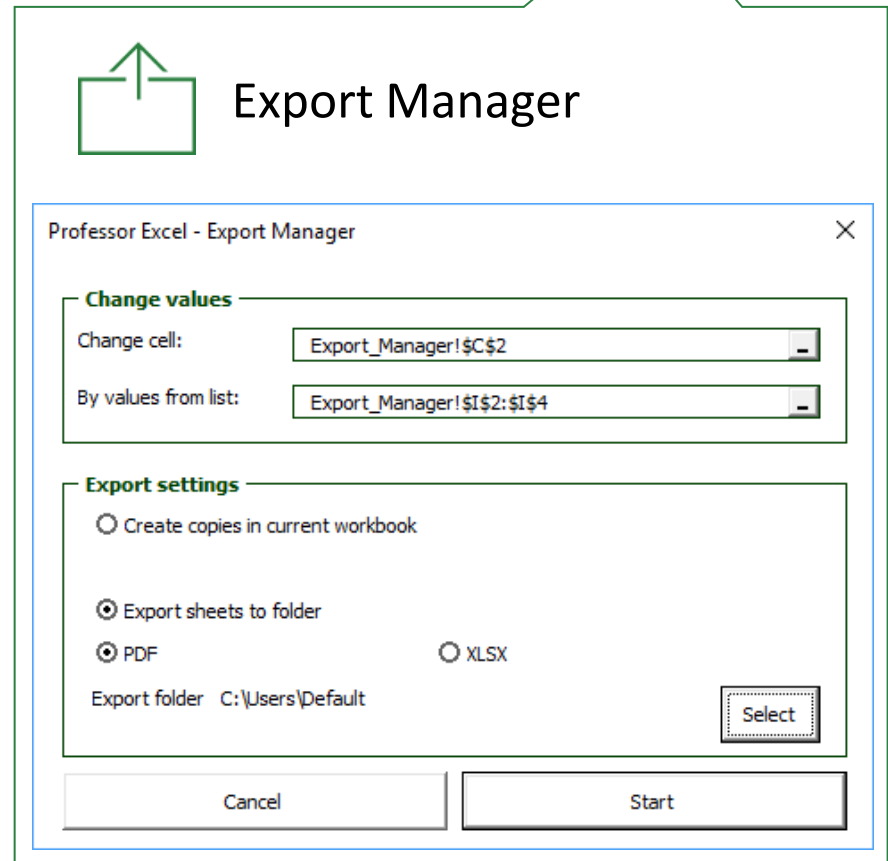 Export Manager
Professor Excel - Export Manager
Change values
Change cell: Export_Manager!$C$2
By values from list: Export_Manager!$I$2:$I$4
Export settings
Create copies in current workbook
Export sheets to folder
PDF XLSX
Export folder C:\Users\Default
Select
Cancel Start